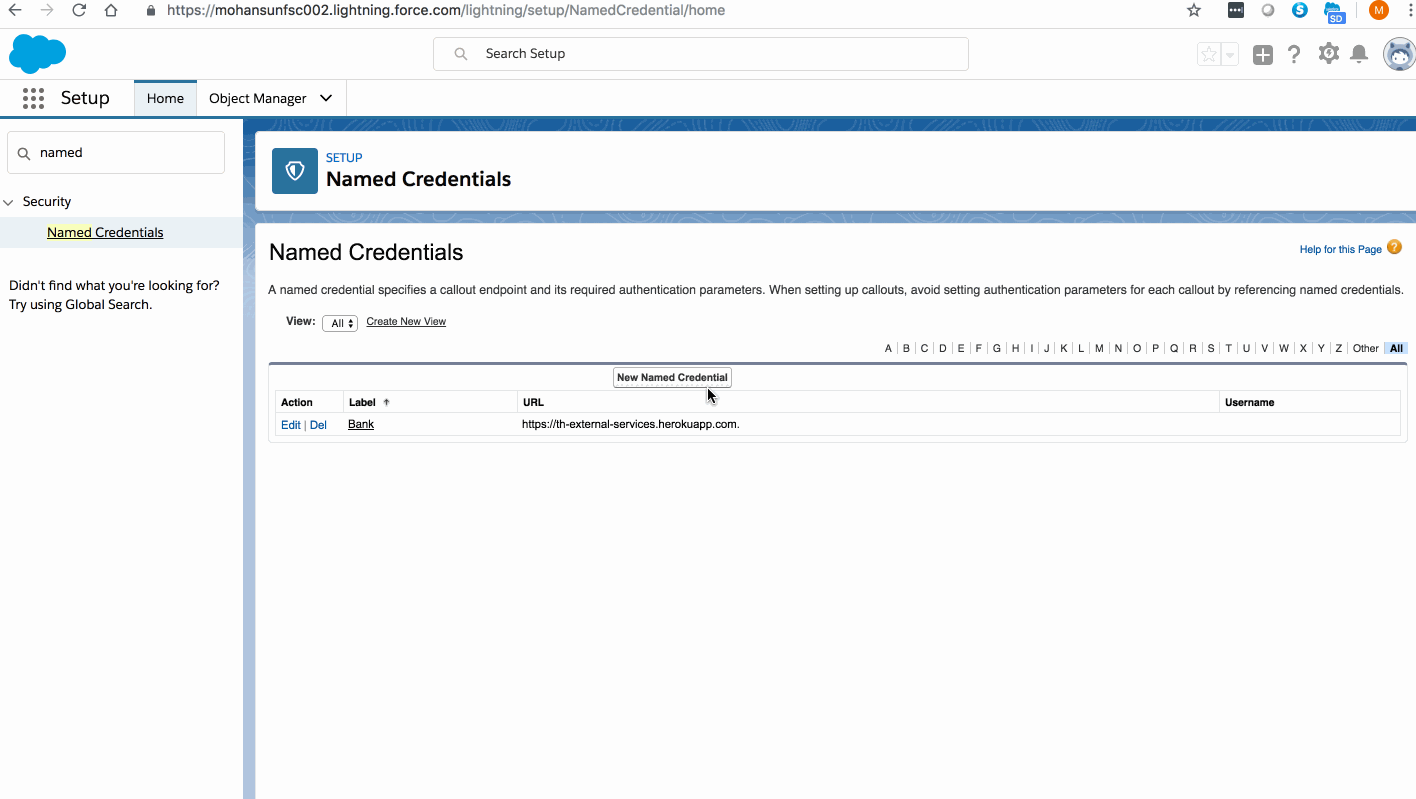 https://mohansunfsc002.lightning.force.com/lightning/setup/NamedCredential/home
S
SD
M
Search Setup
Setup
Home
Object Manager
named
Security
Named Credentials
Didn't find what you're looking for?
Try using Global Search.
SETUP
Named Credentials
Named Credentials
Help for this Page ?
A named credential specifies a callout endpoint and its required authentication parameters. When setting up callouts, avoid setting authentication parameters for each callout by referencing named credentials.
View: All Create New View
A | B | C | D | E | F | G | H | I | J | K | L | M | N | O | P | Q | R | S | T | U | V | W | X | Y | Z | Other | All
New Named Credential
Action Label URL Username
Edit | Del Bank https://th-external-services.herokuapp.com.